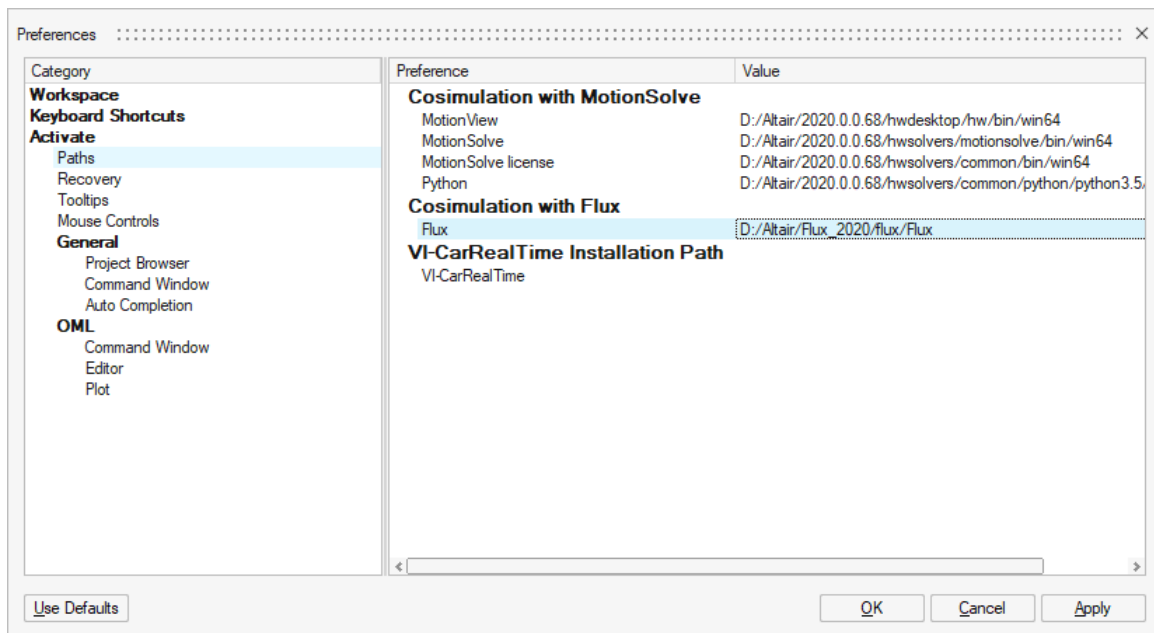 Preferences
Category
Workspace
Keyboard Shortcuts
Activate
Paths
Recovery
Tooltips
Mouse Controls
General
Project Browser
Command Window
Auto Completion
OML
Command Window
Editor
Plot
Preference Value
Cosimulation with MotionSolve
MotionView D:/Altair/2020.0.0.68/hwdesktop/hw/bin/win64
MotionSolve D:/Altair/2020.0.0.68/hwsolvers/motionsolve/bin/win64
MotionSolve license D:/Altair/2020.0.0.68/hwsolvers/common/bin/win64
Python D:/Altair/2020.0.0.68/hwsolvers/common/python/python3.5/
Cosimulation with Flux
Flux D:/Altair/Flux_2020/flux/Flux
VI-CarRealTime Installation Path
VI-CarRealTime
Use Defaults OK Cancel Apply